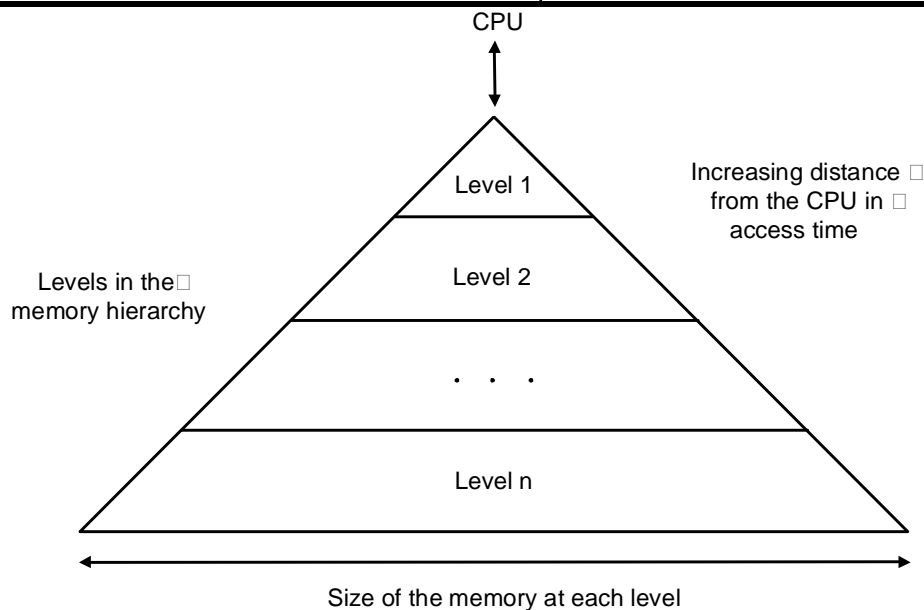 CPU
Level 1
Increasing distance □
from the CPU in □
access time
Level 2
Levels in the□
memory hierarchy
. . .
Level n
Size of the memory at each level